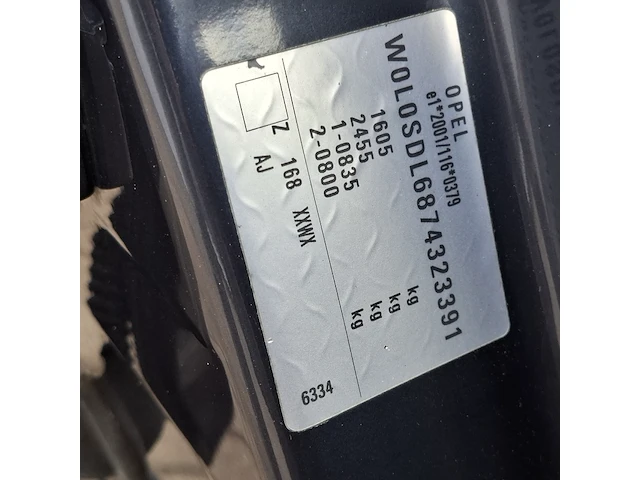 OPEL
e1*2001/116*0379
W0L0SDL6874323391
1605 kg
2455 kg
1-0835 kg
2-0800 kg
Z 168 XXWX
AJ
6334